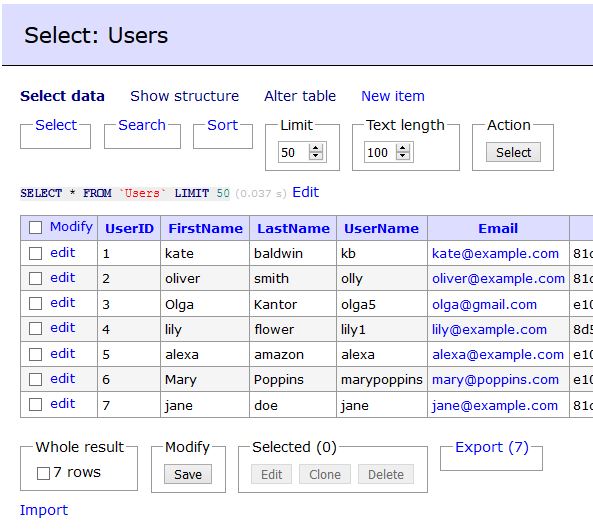 Select: Users
Select data Show structure Alter table New item
Select Search Sort Limit Text length Action
50 100 Select
SELECT * FROM `Users` LIMIT 50 (0.037 s) Edit
Modify UserID FirstName LastName UserName Email
edit 1 kate baldwin kb kate@example.com 81d
edit 2 oliver smith olly oliver@example.com 81d
edit 3 Olga Kantor olga5 olga@gmail.com e10
edit 4 lily flower lily1 lily@example.com 8d5
edit 5 alexa amazon alexa alexa@example.com e10
edit 6 Mary Poppins marypoppins mary@poppins.com e10
edit 7 jane doe jane jane@example.com 81d
Whole result Modify Selected (0) Export (7)
7 rows Save Edit Clone Delete
Import